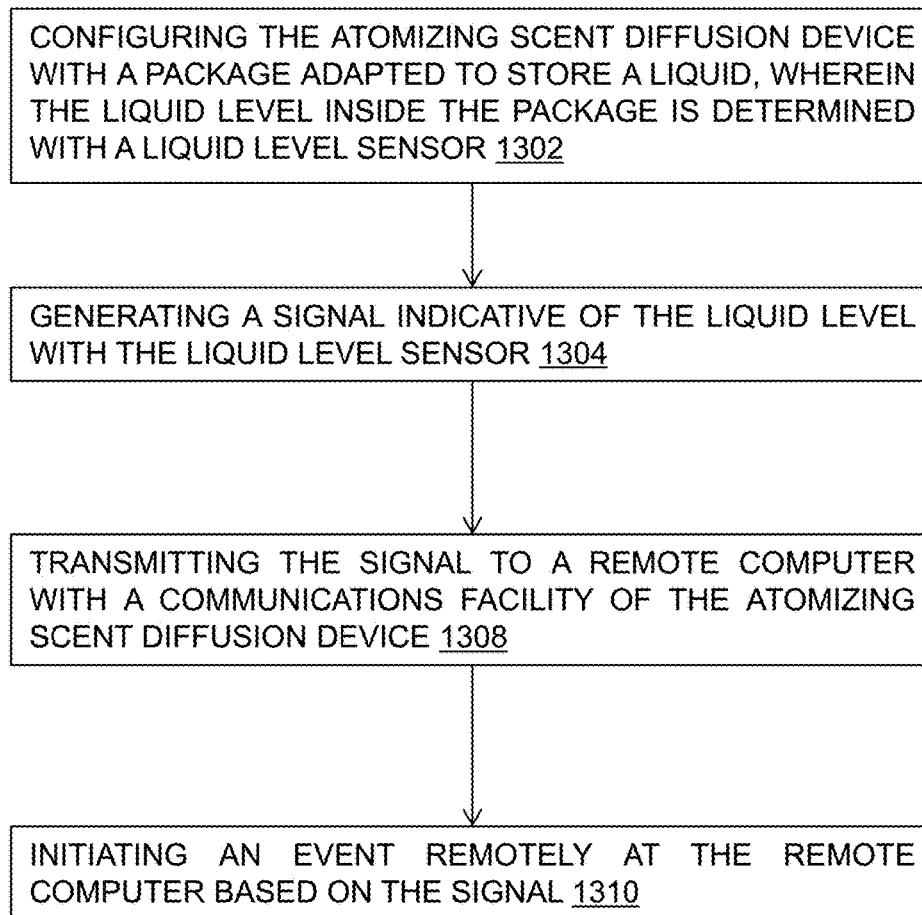 CONFIGURING THE ATOMIZING SCENT DIFFUSION DEVICE
WITH A PACKAGE ADAPTED TO STORE A LIQUID, WHEREIN
THE LIQUID LEVEL INSIDE THE PACKAGE IS DETERMINED
WITH A LIQUID LEVEL SENSOR 1302
GENERATING A SIGNAL INDICATIVE OF THE LIQUID LEVEL
WITH THE LIQUID LEVEL SENSOR 1304
TRANSMITTING THE SIGNAL TO A REMOTE COMPUTER
WITH A COMMUNICATIONS FACILITY OF THE ATOMIZING
SCENT DIFFUSION DEVICE 1308
INITIATING AN EVENT REMOTELY AT THE REMOTE
COMPUTER BASED ON THE SIGNAL 1310